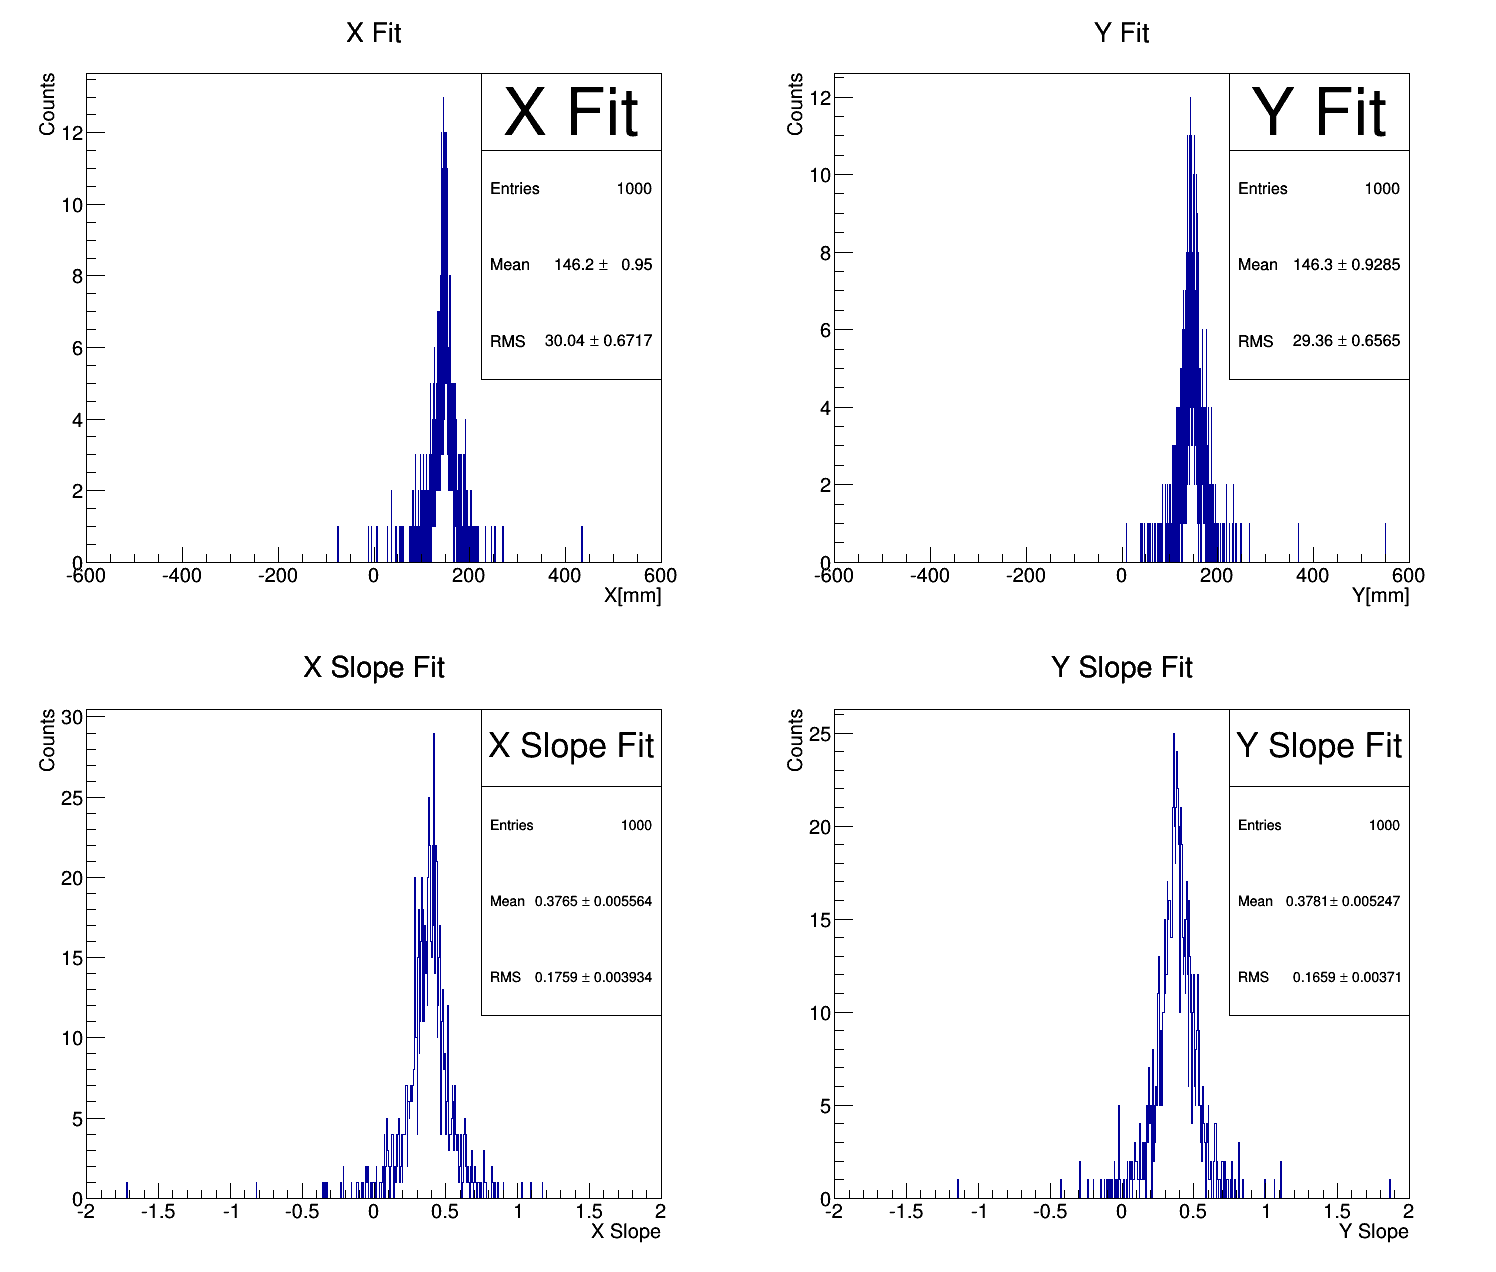 X Fit
Counts
12
10
8
6
4
2
0
-600 -400 -200 0 200 400 600
X[mm]
X Fit
Entries 1000
Mean 146.2 ± 0.95
RMS 30.04 ± 0.6717
Y Fit
Counts
12
10
8
6
4
2
0
-600 -400 -200 0 200 400 600
Y[mm]
Y Fit
Entries 1000
Mean 146.3 ± 0.9285
RMS 29.36 ± 0.6565
X Slope Fit
Counts
30
25
20
15
10
5
0
-2 -1.5 -1 -0.5 0 0.5 1 1.5 2
X Slope
X Slope Fit
Entries 1000
Mean 0.3765 ± 0.005564
RMS 0.1759 ± 0.003934
Y Slope Fit
Counts
25
20
15
10
5
0
-2 -1.5 -1 -0.5 0 0.5 1 1.5 2
Y Slope
Y Slope Fit
Entries 1000
Mean 0.3781 ± 0.005247
RMS 0.1659 ± 0.00371